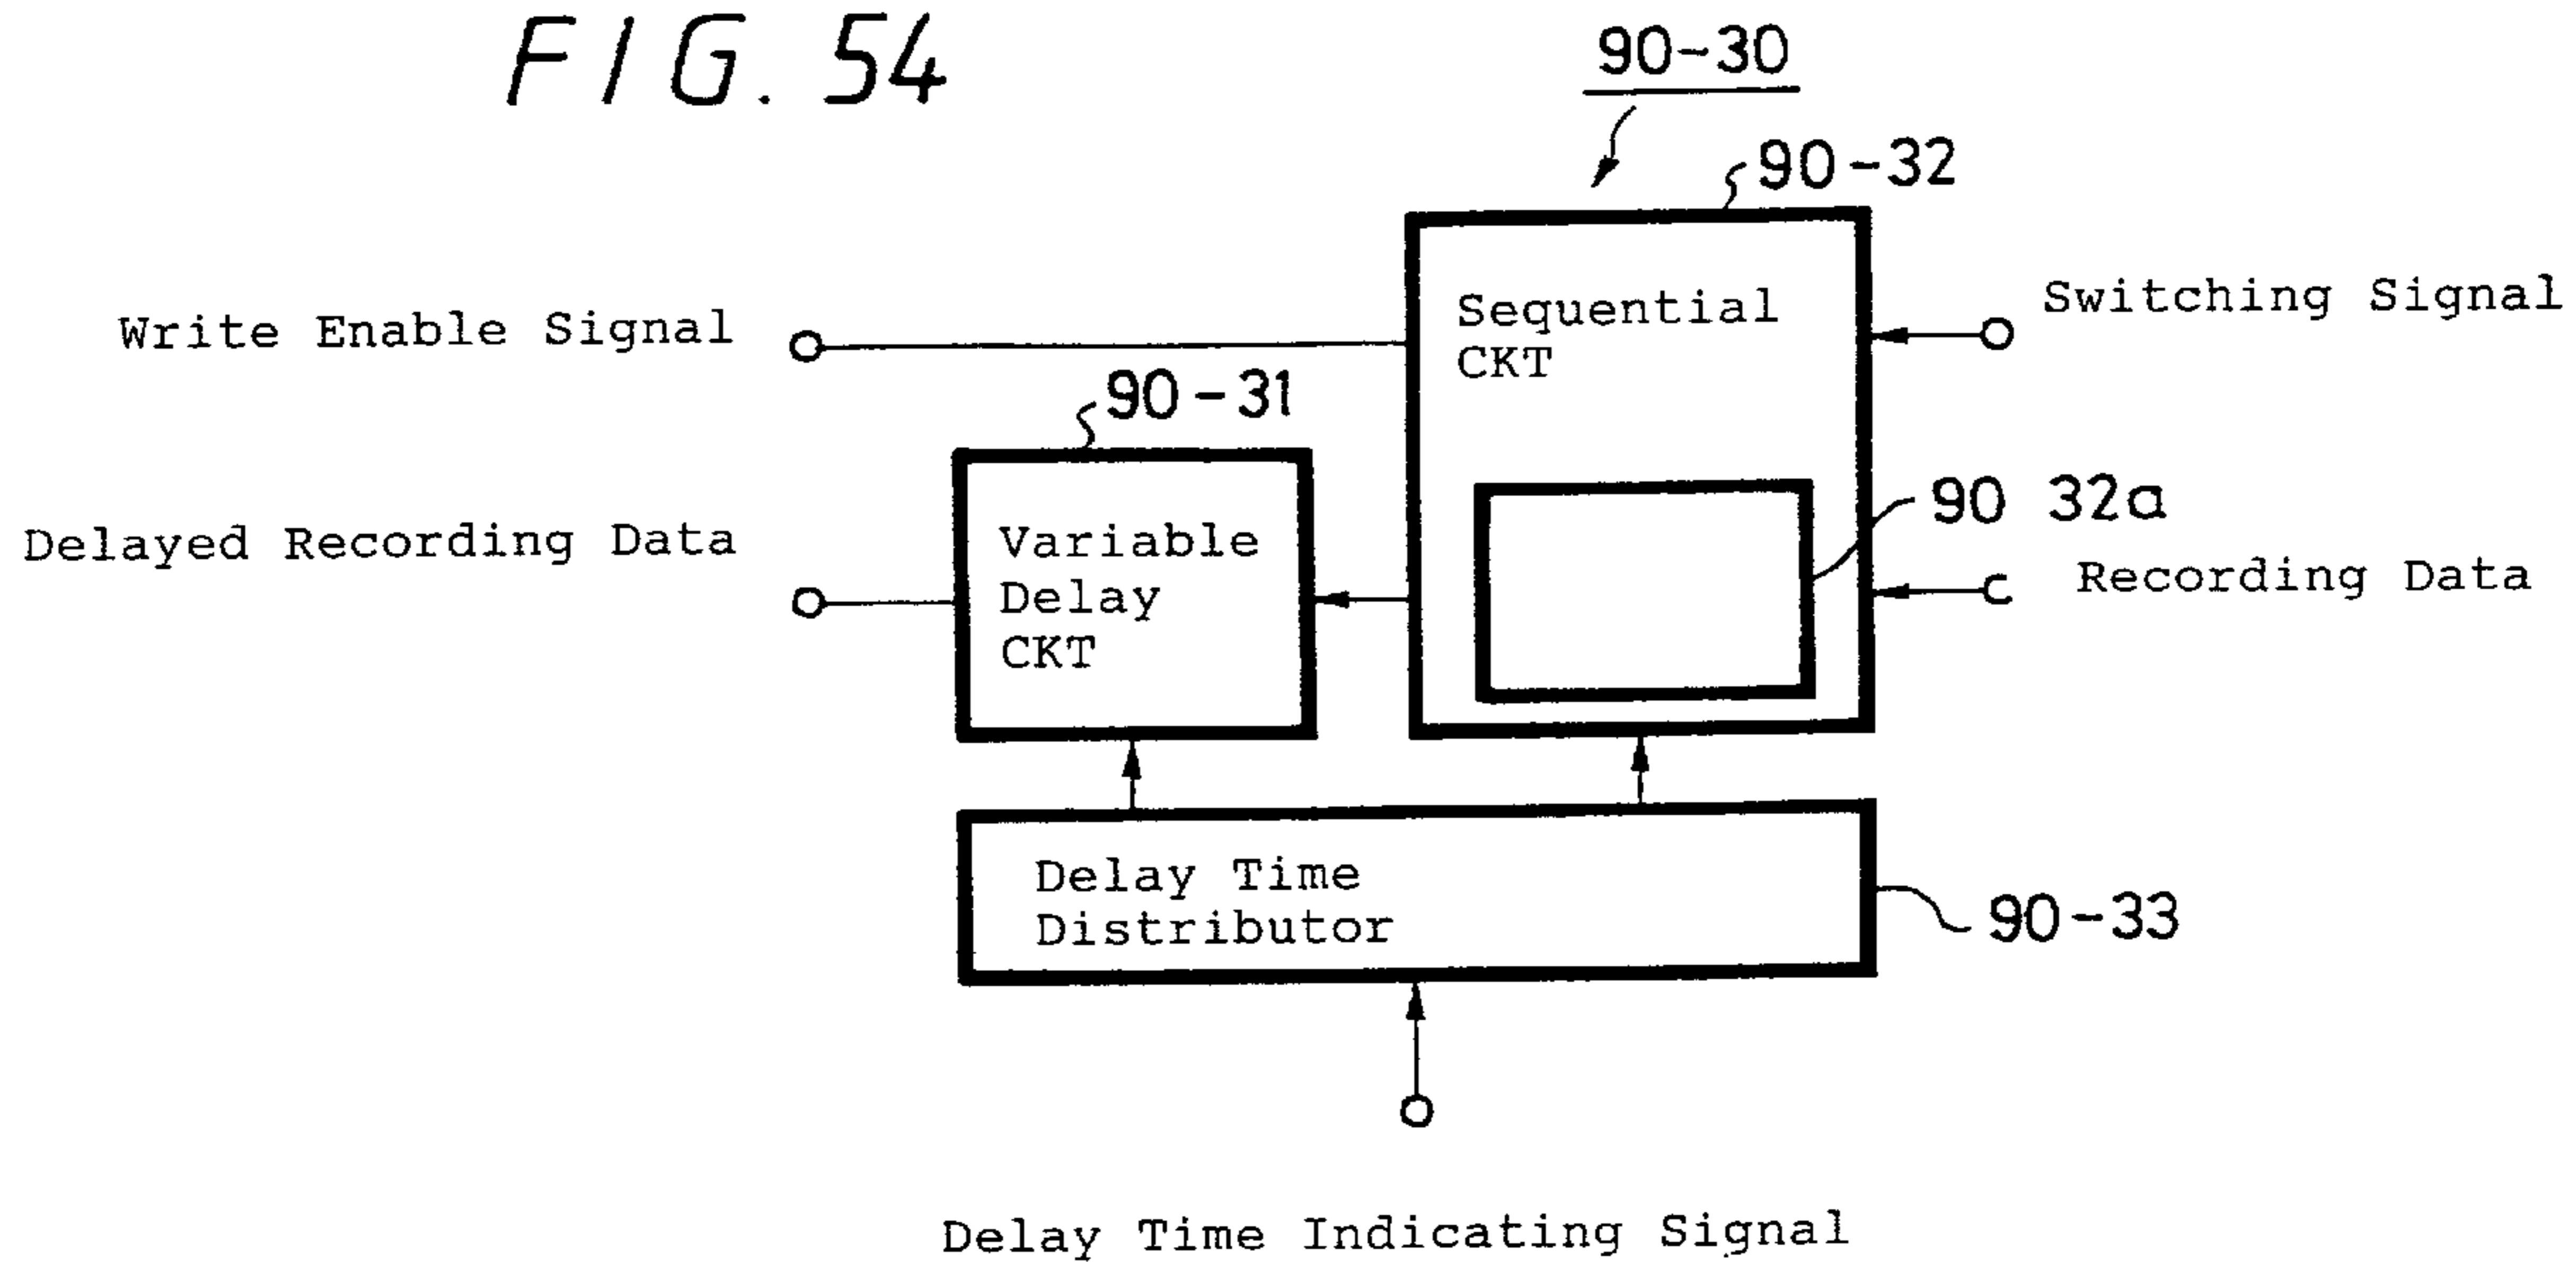 FIG. 54
90-30
90-32
Switching Signal
Sequential
CKT
Write Enable Signal
90-31
90 32a
Delayed Recording Data
Variable
Delay
CKT
Recording Data
Delay Time
Distributor
90-33
Delay Time Indicating Signal